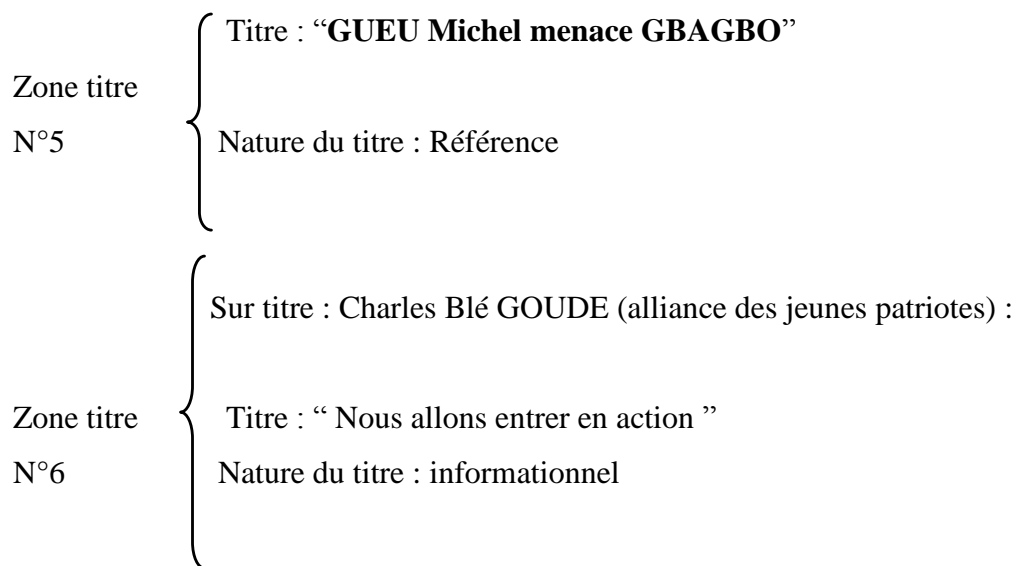 Titre : “GUEU Michel menace GBAGBO”
Zone titre
N°5 Nature du titre : Référence
Sur titre : Charles Blé GOUDE (alliance des jeunes patriotes) :
Zone titre Titre : “ Nous allons entrer en action ”
N°6 Nature du titre : informationnel